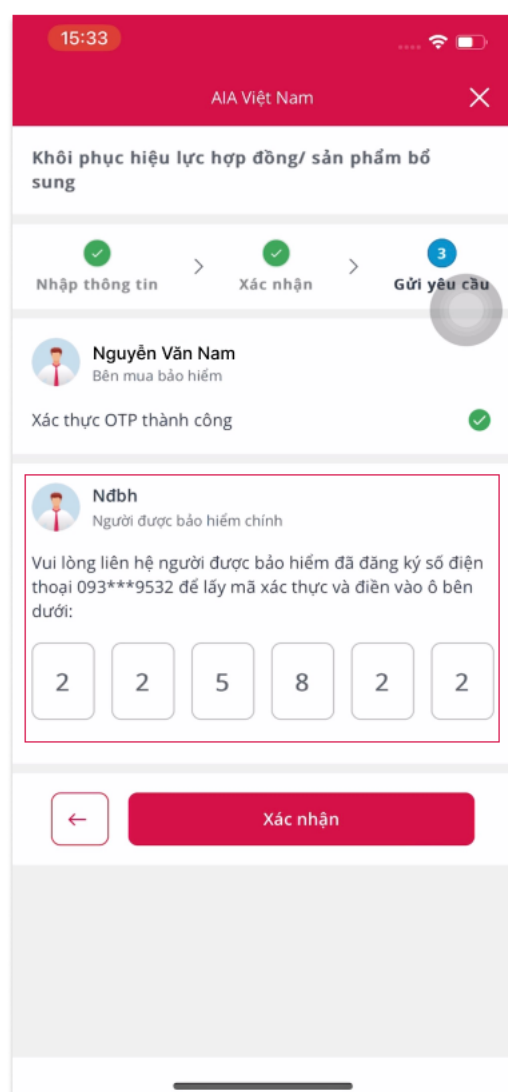 15:33
AIA Việt Nam
Khôi phục hiệu lực hợp đồng/ sản phẩm bổ
sung
3
Nhập thông tin > Xác nhận > Gửi yêu cầu
Nguyễn Văn Nam
Bên mua bảo hiểm
Xác thực OTP thành công
Nđbh
Người được bảo hiểm chính
Vui lòng liên hệ người được bảo hiểm đã đăng ký số điện
thoại 093***9532 để lấy mã xác thực và điền vào ô bên
dưới:
2 2 5 8 2 2
Xác nhận